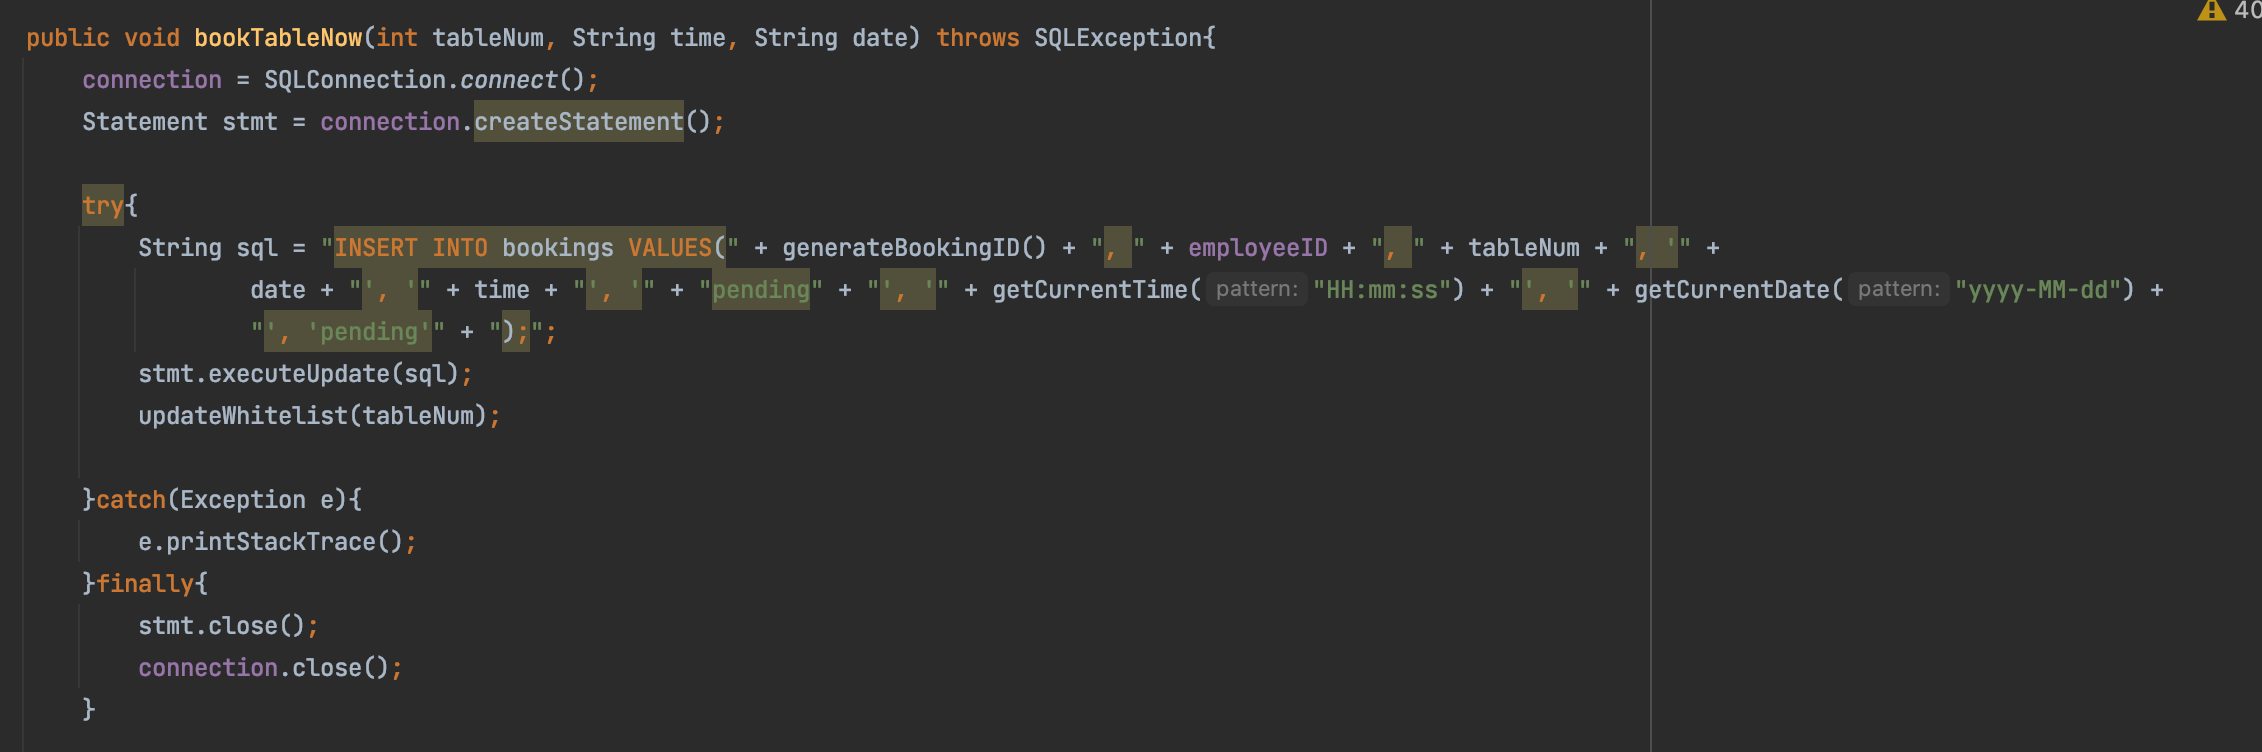 public void bookTableNow(int tableNum, String time, String date) throws SQLException{
connection = SQLConnection.connect();
Statement stmt = connection.createStatement();
try{
String sql = "INSERT INTO bookings VALUES(" + generateBookingID() + ", " + employeeID + ", " + tableNum + ", '" +
date + "', '" + time + "', '" + "pending" + "', '" + getCurrentTime( pattern: "HH:mm:ss") + "', '" + getCurrentDate( pattern: "yyyy-MM-dd") +
"', 'pending'" + ");";
stmt.executeUpdate(sql);
updateWhitelist(tableNum);
}catch(Exception e){
e.printStackTrace();
}finally{
stmt.close();
connection.close();
}